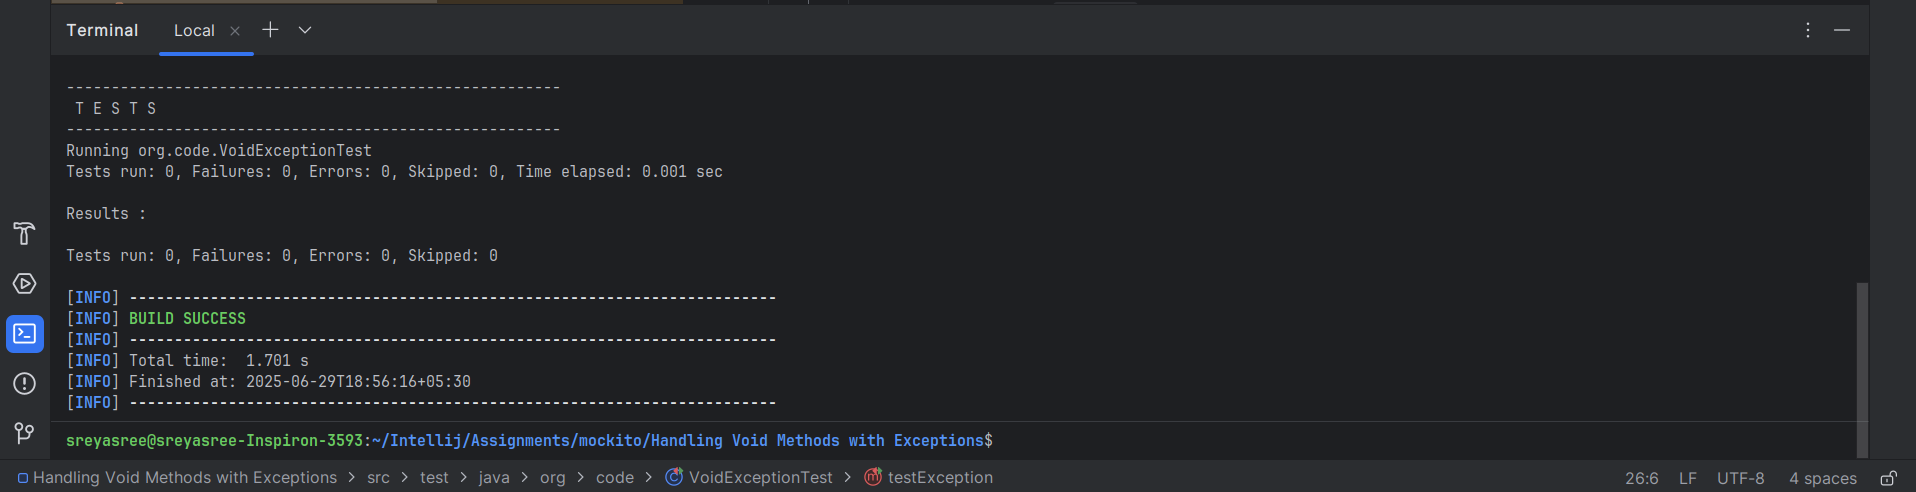 Terminal Local
-------------------------------------------------------
T E S T S
-------------------------------------------------------
Running org.code.VoidExceptionTest
Tests run: 0, Failures: 0, Errors: 0, Skipped: 0, Time elapsed: 0.001 sec
Results :
Tests run: 0, Failures: 0, Errors: 0, Skipped: 0
[INFO] ------------------------------------------------------------------------
[INFO] BUILD SUCCESS
[INFO] ------------------------------------------------------------------------
[INFO] Total time:  1.701 s
[INFO] Finished at: 2025-06-29T18:56:16+05:30
[INFO] ------------------------------------------------------------------------
sreyasree@sreyasree-Inspiron-3593:~/Intellij/Assignments/mockito/Handling Void Methods with Exceptions$
Handling Void Methods with Exceptions > src > test > java > org > code > VoidExceptionTest > testException 26:6 LF UTF-8 4 spaces